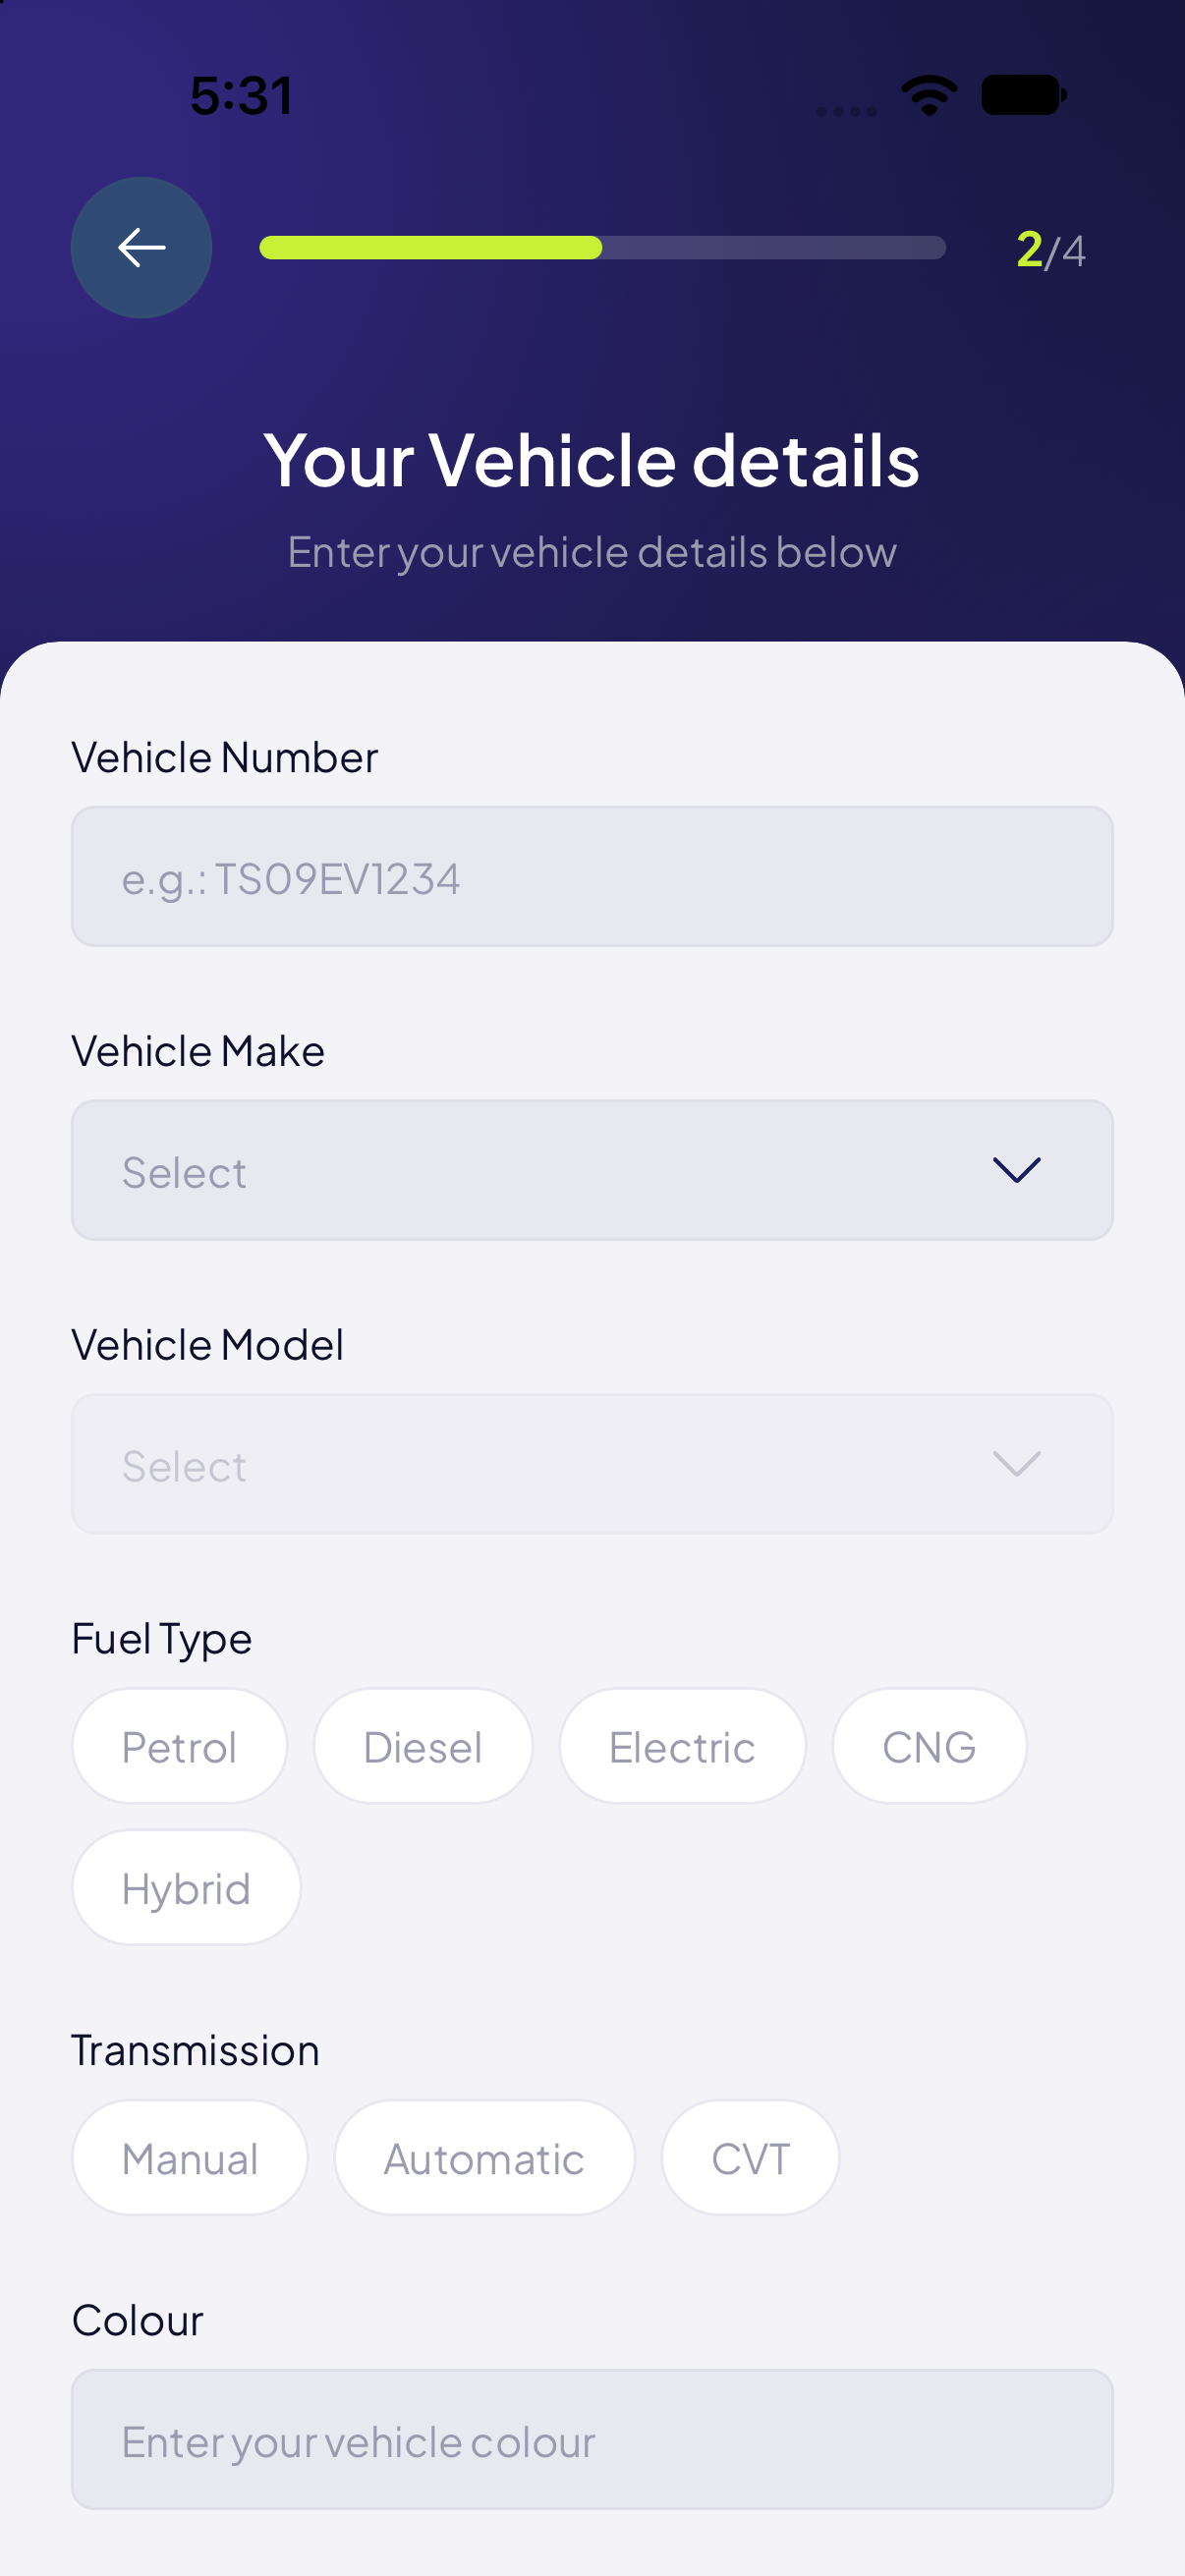 5:31
2/4
Your Vehicle details
Enter your vehicle details below
Vehicle Number
e.g.: TS09EV1234
Vehicle Make
Select
Vehicle Model
Select
Fuel Type
Petrol Diesel Electric CNG
Hybrid
Transmission
Manual Automatic CVT
Colour
Enter your vehicle colour